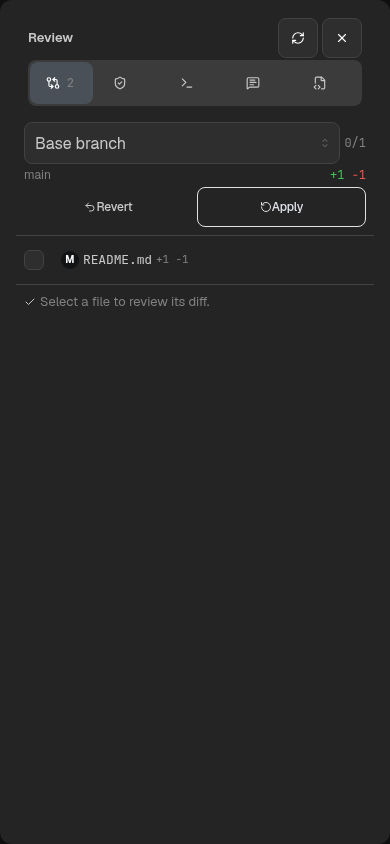 Review
2
Base branch
0/1
main
+1 -1
Revert
Apply
M README.md +1 -1
Select a file to review its diff.